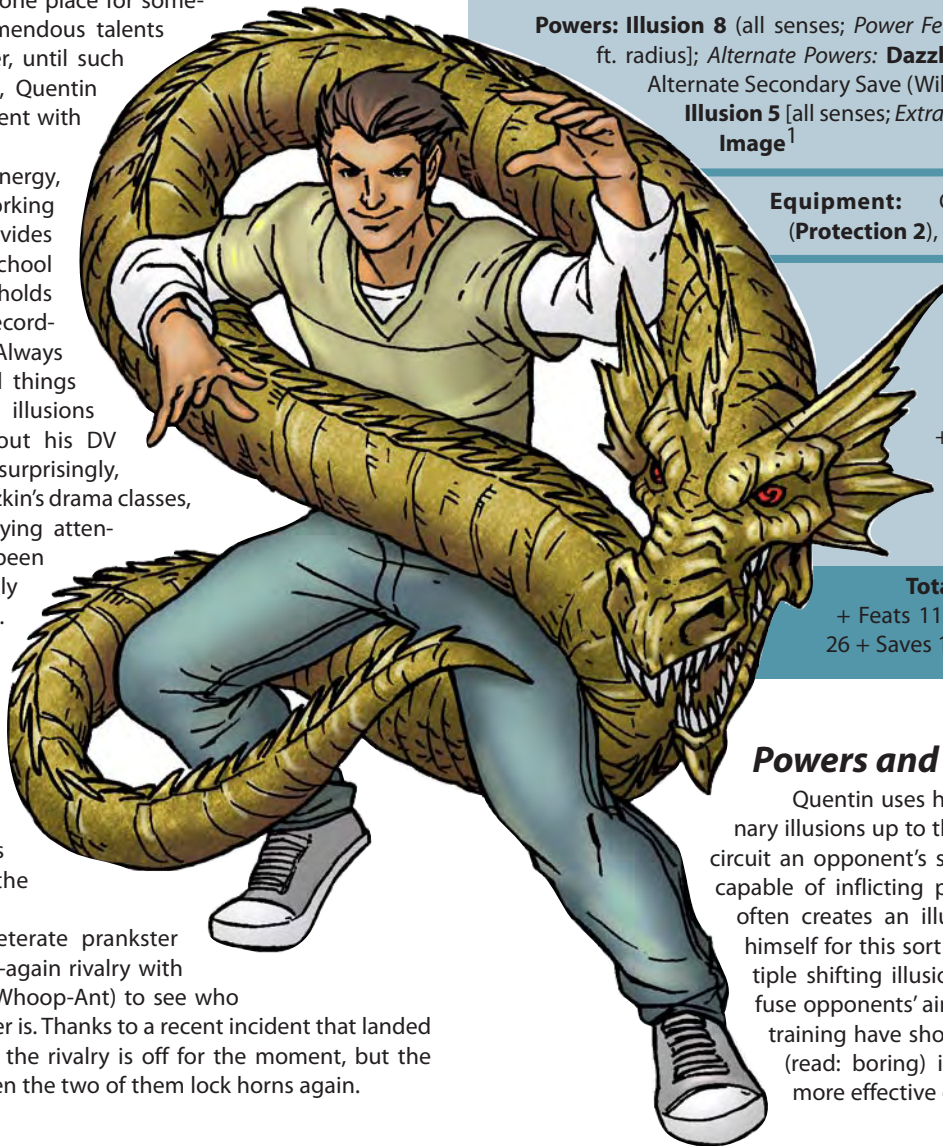 one place for some-
mendous talents
er, until such
, Quentin
ent with
nergy,
orking
vides
chool
holds
ecord-
Always
l things
illusions
out his DV
surprisingly,
zkin's drama classes,
ying atten-
been
ly
.
s
the
eterate prankster
-again rivalry with
Whoop-Ant) to see who
er is. Thanks to a recent incident that landed
the rivalry is off for the moment, but the
en the two of them lock horns again.
Powers: Illusion 8 (all senses; Power Fe
ft. radius]; Alternate Powers: Dazzl
Alternate Secondary Save (Wil
Illusion 5 [all senses; Extra
Image1
Equipment: C
(Protection 2),
+
Tota
+ Feats 11
26 + Saves 1
Powers and
Quentin uses h
nary illusions up to th
circuit an opponent's s
capable of inflicting p
often creates an illu
himself for this sort
tiple shifting illusio
fuse opponents' aim
training have sho
(read: boring) i
more effective